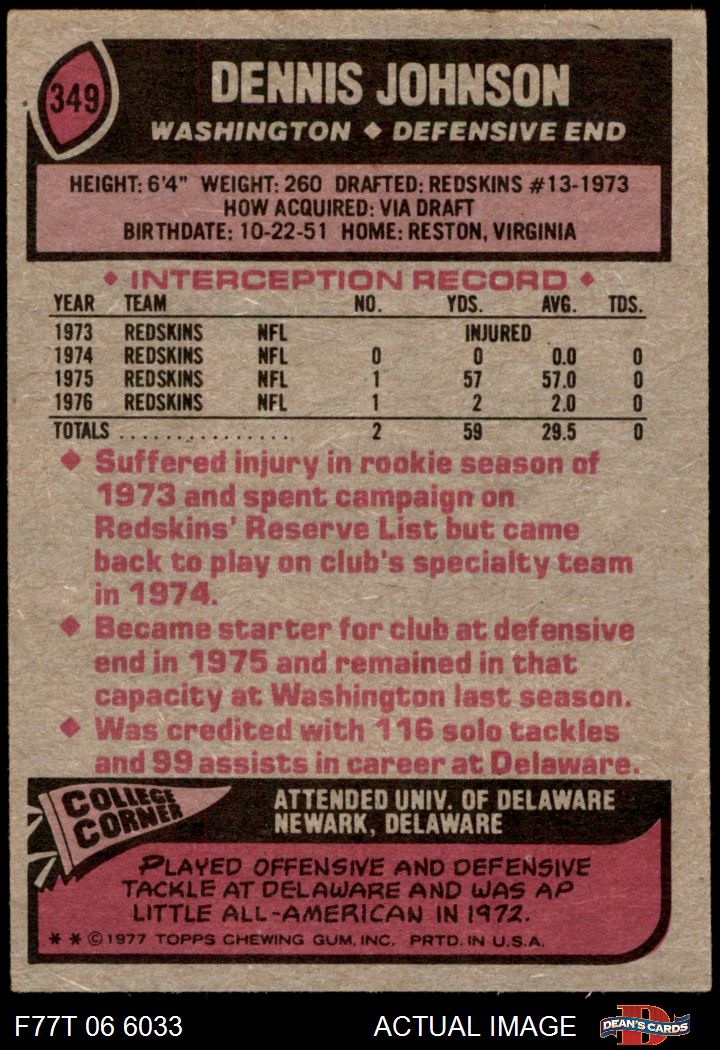 349
DENNIS JOHNSON
WASHINGTON ◆ DEFENSIVE END
HEIGHT: 6'4" WEIGHT: 260 DRAFTED: REDSKINS #13-1973
HOW ACQUIRED: VIA DRAFT
BIRTHDATE: 10-22-51 HOME: RESTON, VIRGINIA
◆ INTERCEPTION RECORD ◆
YEAR TEAM NO. YDS. AVG. TDS.
1973 REDSKINS NFL INJURED
1974 REDSKINS NFL 0 0 0.0 0
1975 REDSKINS NFL 1 57 57.0 0
1976 REDSKINS NFL 1 2 2.0 0
TOTALS ................ 2 59 29.5 0
◆ Suffered injury in rookie season of
1973 and spent campaign on
Redskins' Reserve List but came
back to play on club's specialty team
in 1974.
◆ Became starter for club at defensive
end in 1975 and remained in that
capacity at Washington last season.
◆ Was credited with 116 solo tackles
and 99 assists in career at Delaware.
COLLEGE
CORNER
ATTENDED UNIV. OF DELAWARE
NEWARK, DELAWARE
PLAYED OFFENSIVE AND DEFENSIVE
TACKLE AT DELAWARE AND WAS AP
LITTLE ALL-AMERICAN IN 1972.
* * © 1977 TOPPS CHEWING GUM, INC. PRTD. IN U.S.A.
F77T 06 6033 ACTUAL IMAGE D DEAN'S CARDS